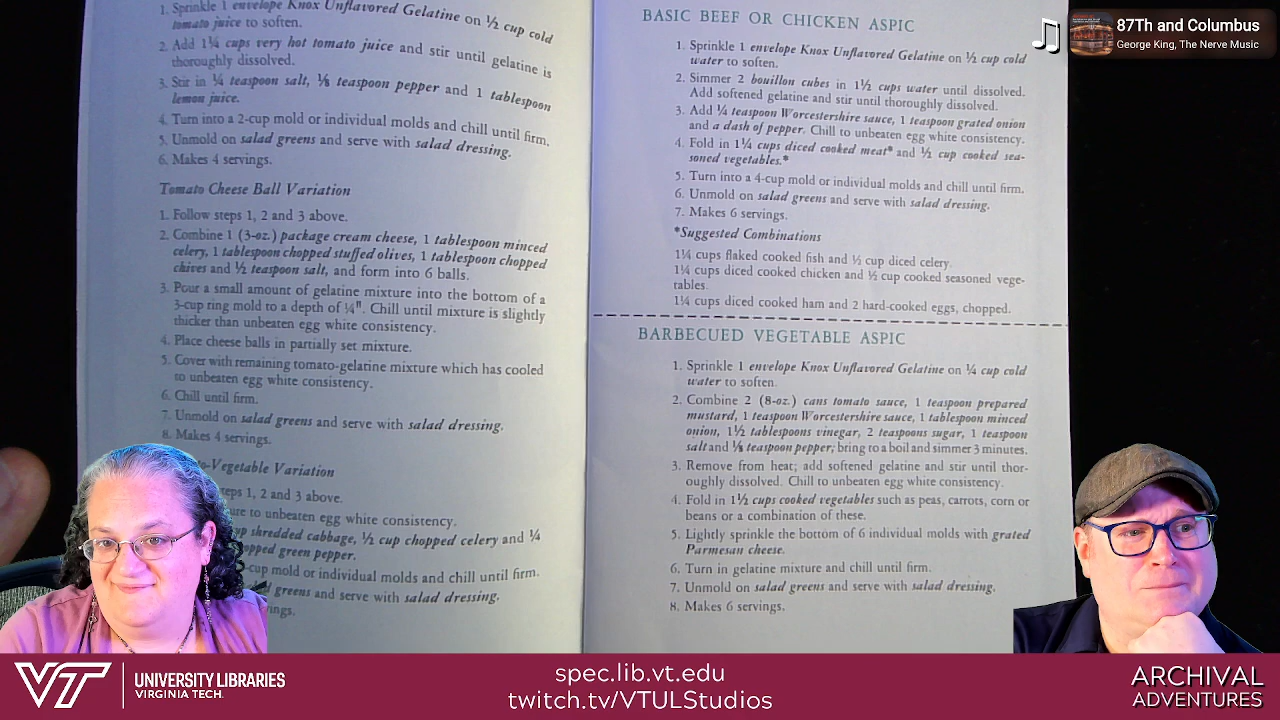 1. Sprinkle 1 envelope Knox Unflavored Gelatine on ½ cup cold
tomato juice to soften.
2. Add 1¼ cups very hot tomato juice and stir until gelatine is
thoroughly dissolved.
3. Stir in ¼ teaspoon salt, ⅛ teaspoon pepper and 1 tablespoon
lemon juice.
4. Turn into a 2-cup mold or individual molds and chill until firm.
5. Unmold on salad greens and serve with salad dressing.
6. Makes 4 servings.
Tomato Cheese Ball Variation
1. Follow steps 1, 2 and 3 above.
2. Combine 1 (3-oz.) package cream cheese, 1 tablespoon minced
celery, 1 tablespoon chopped stuffed olives, 1 tablespoon chopped
chives and ½ teaspoon salt, and form into 6 balls.
3. Pour a small amount of gelatine mixture into the bottom of a
3-cup ring mold to a depth of ¼". Chill until mixture is slightly
thicker than unbeaten egg white consistency.
4. Place cheese balls in partially set mixture.
5. Cover with remaining tomato-gelatine mixture which has cooled
to unbeaten egg white consistency.
6. Chill until firm.
7. Unmold on salad greens and serve with salad dressing.
8. Makes 4 servings.
-Vegetable Variation
1, 2 and 3 above.
to unbeaten egg white consistency.
shredded cabbage, ½ cup chopped celery and ¼
green pepper.
-cup mold or individual molds and chill until firm.
greens and serve with salad dressing.
BASIC BEEF OR CHICKEN ASPIC
1. Sprinkle 1 envelope Knox Unflavored Gelatine on ½ cup cold
water to soften.
2. Simmer 2 bouillon cubes in 1½ cups water until dissolved.
Add softened gelatine and stir until thoroughly dissolved.
3. Add ¼ teaspoon Worcestershire sauce, 1 teaspoon grated onion
and a dash of pepper. Chill to unbeaten egg white consistency.
4. Fold in 1¼ cups diced cooked meat* and ½ cup cooked sea-
soned vegetables.*
5. Turn into a 4-cup mold or individual molds and chill until firm.
6. Unmold on salad greens and serve with salad dressing.
7. Makes 6 servings.
*Suggested Combinations
1¼ cups flaked cooked fish and ½ cup diced celery.
1¼ cups diced cooked chicken and ½ cup cooked seasoned vege-
tables.
1¼ cups diced cooked ham and 2 hard-cooked eggs, chopped.
BARBECUED VEGETABLE ASPIC
1. Sprinkle 1 envelope Knox Unflavored Gelatine on ¼ cup cold
water to soften.
2. Combine 2 (8-oz.) cans tomato sauce, 1 teaspoon prepared
mustard, 1 teaspoon Worcestershire sauce, 1 tablespoon minced
onion, 1½ tablespoons vinegar, 2 teaspoons sugar, 1 teaspoon
salt and ⅛ teaspoon pepper; bring to a boil and simmer 3 minutes.
3. Remove from heat; add softened gelatine and stir until thor-
oughly dissolved. Chill to unbeaten egg white consistency.
4. Fold in 1½ cups cooked vegetables such as peas, carrots, corn or
beans or a combination of these.
5. Lightly sprinkle the bottom of 6 individual molds with grated
Parmesan cheese.
6. Turn in gelatine mixture and chill until firm.
7. Unmold on salad greens and serve with salad dressing.
8. Makes 6 servings.
87Th and Columbus
George King, The Nerve Music
VT
UNIVERSITY LIBRARIES
VIRGINIA TECH.
spec.lib.vt.edu
twitch.tv/VTULStudios
ARCHIVAL
ADVENTURES